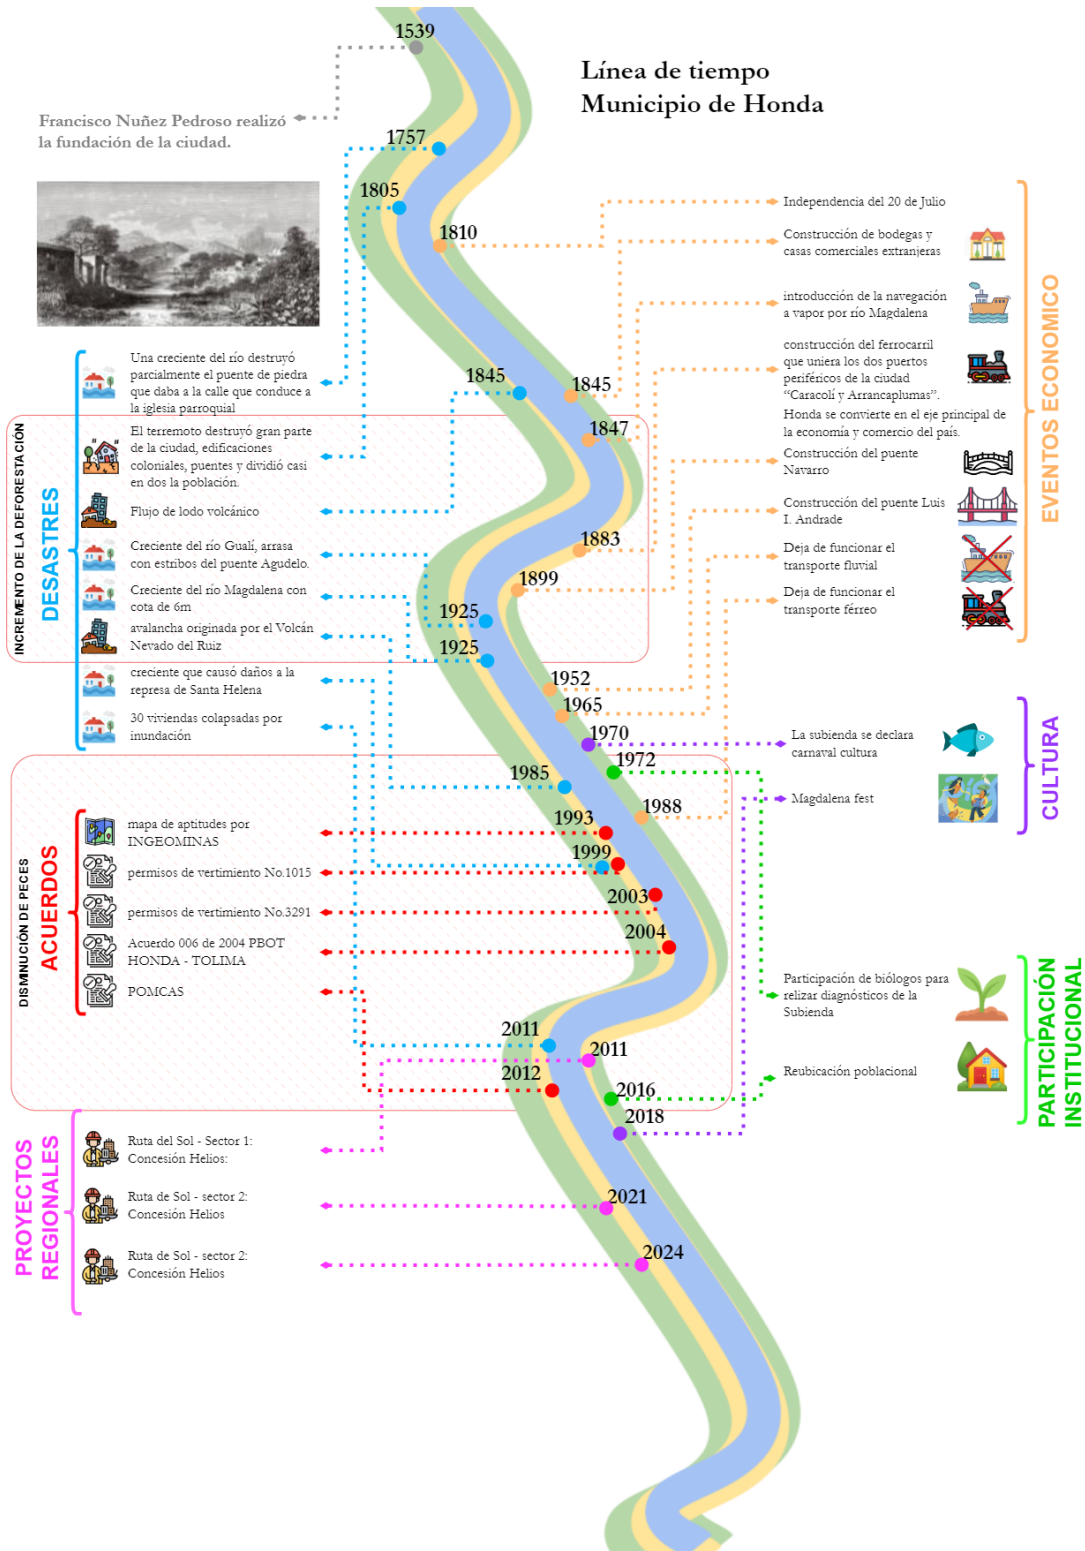 Línea de tiempo
Municipio de Honda
1539
Francisco Nuñez Pedroso realizó
la fundación de la ciudad.
1757
1805
1810
1845
1845
1847
1883
1899
1925
1925
1952
1965
1970
1972
1985
1988
1993
1999
2003
2004
2011
2011
2012
2016
2018
2021
2024
INCREMENTO DE LA DEFORESTACIÓN
DESASTRES
Una creciente del río destruyó
parcialmente el puente de piedra
que daba a la calle que conduce a
la iglesia parroquial
El terremoto destruyó gran parte
de la ciudad, edificaciones
coloniales, puentes y dividió casi
en dos la población.
Flujo de lodo volcánico
Creciente del río Gualí, arrasa
con estribos del puente Agudelo.
Creciente del río Magdalena con
cota de 6m
avalancha originada por el Volcán
Nevado del Ruiz
creciente que causó daños a la
represa de Santa Helena
30 viviendas colapsadas por
inundación
DISMINUCIÓN DE PECES
ACUERDOS
mapa de aptitudes por
INGEOMINAS
permisos de vertimiento No.1015
permisos de vertimiento No.3291
Acuerdo 006 de 2004 PBOT
HONDA - TOLIMA
POMCAS
PROYECTOS
REGIONALES
Ruta del Sol - Sector 1:
Concesión Helios:
Ruta de Sol - sector 2:
Concesión Helios
Ruta de Sol - sector 2:
Concesión Helios
EVENTOS ECONOMICO
Independencia del 20 de Julio
Construcción de bodegas y
casas comerciales extranjeras
introducción de la navegación
a vapor por río Magdalena
construcción del ferrocarril
que uniera los dos puertos
periféricos de la ciudad
“Caracolí y Arrancaplumas”.
Honda se convierte en el eje principal de
la economía y comercio del país.
Construcción del puente
Navarro
Construcción del puente Luis
I. Andrade
Deja de funcionar el
transporte fluvial
Deja de funcionar el
transporte férreo
CULTURA
La subienda se declara
carnaval cultura
Magdalena fest
PARTICIPACIÓN
INSTITUCIONAL
Participación de biólogos para
relizar diagnósticos de la
Subienda
Reubicación poblacional